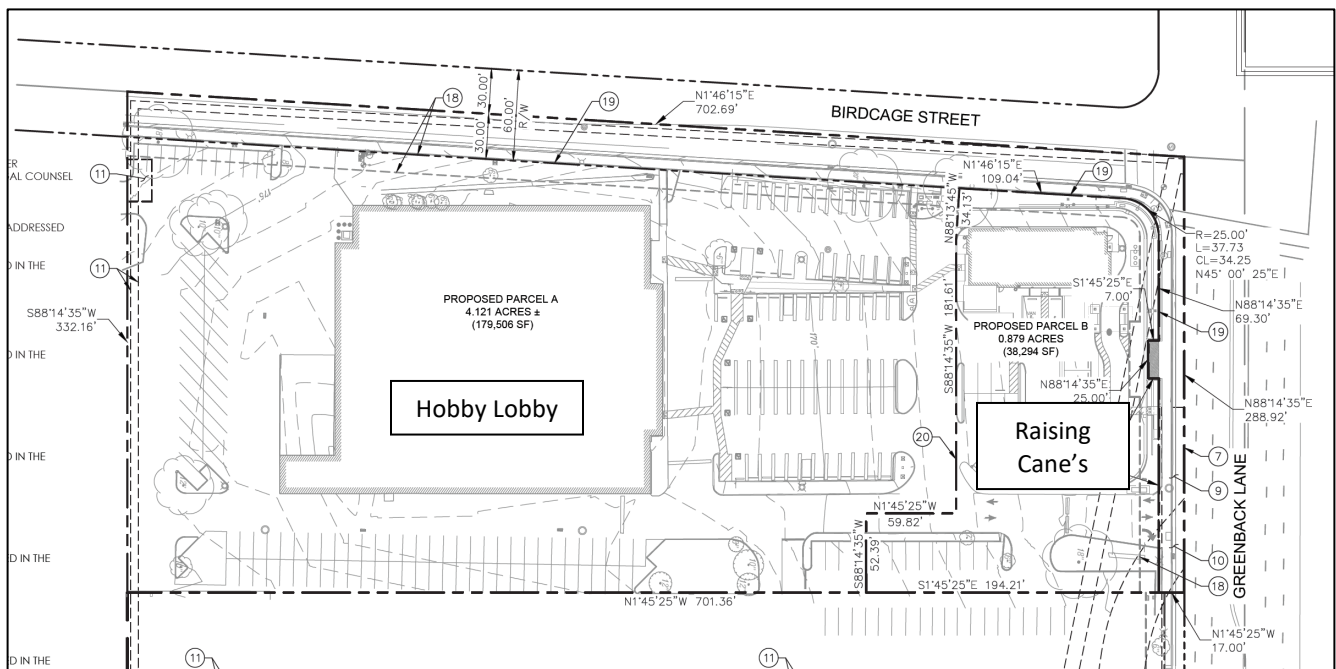 BIRDCAGE STREET
30.00'
30.00'
60.00'
R/W
18
19
N1°46'15"E
702.69'
N1°46'15"E
109.04'
19
ER
AL COUNSEL
11
ADDRESSED
D IN THE
11
S88°14'35"W
332.16'
D IN THE
D IN THE
D IN THE
D IN THE
N88°13'45"W
34.13'
R=25.00'
L=37.73
CL=34.25
N45° 00' 25"E
S1°45'25"E
7.00'
N88°14'35"E
69.30'
19
PROPOSED PARCEL A
4.121 ACRES ±
(179,506 SF)
PROPOSED PARCEL B
0.879 ACRES
(38,294 SF)
175
170'
S88°14'35"W 181.61'
N88°14'35"E
25.00'
N88°14'35"E
288.92'
Hobby Lobby
Raising
Cane's
20
7
9
10
18
GREENBACK LANE
N1°45'25"W
59.82'
S88°14'35"W
52.39'
S1°45'25"E 194.21'
N1°45'25"W 701.36'
N1°45'25"W
17.00'
11
11